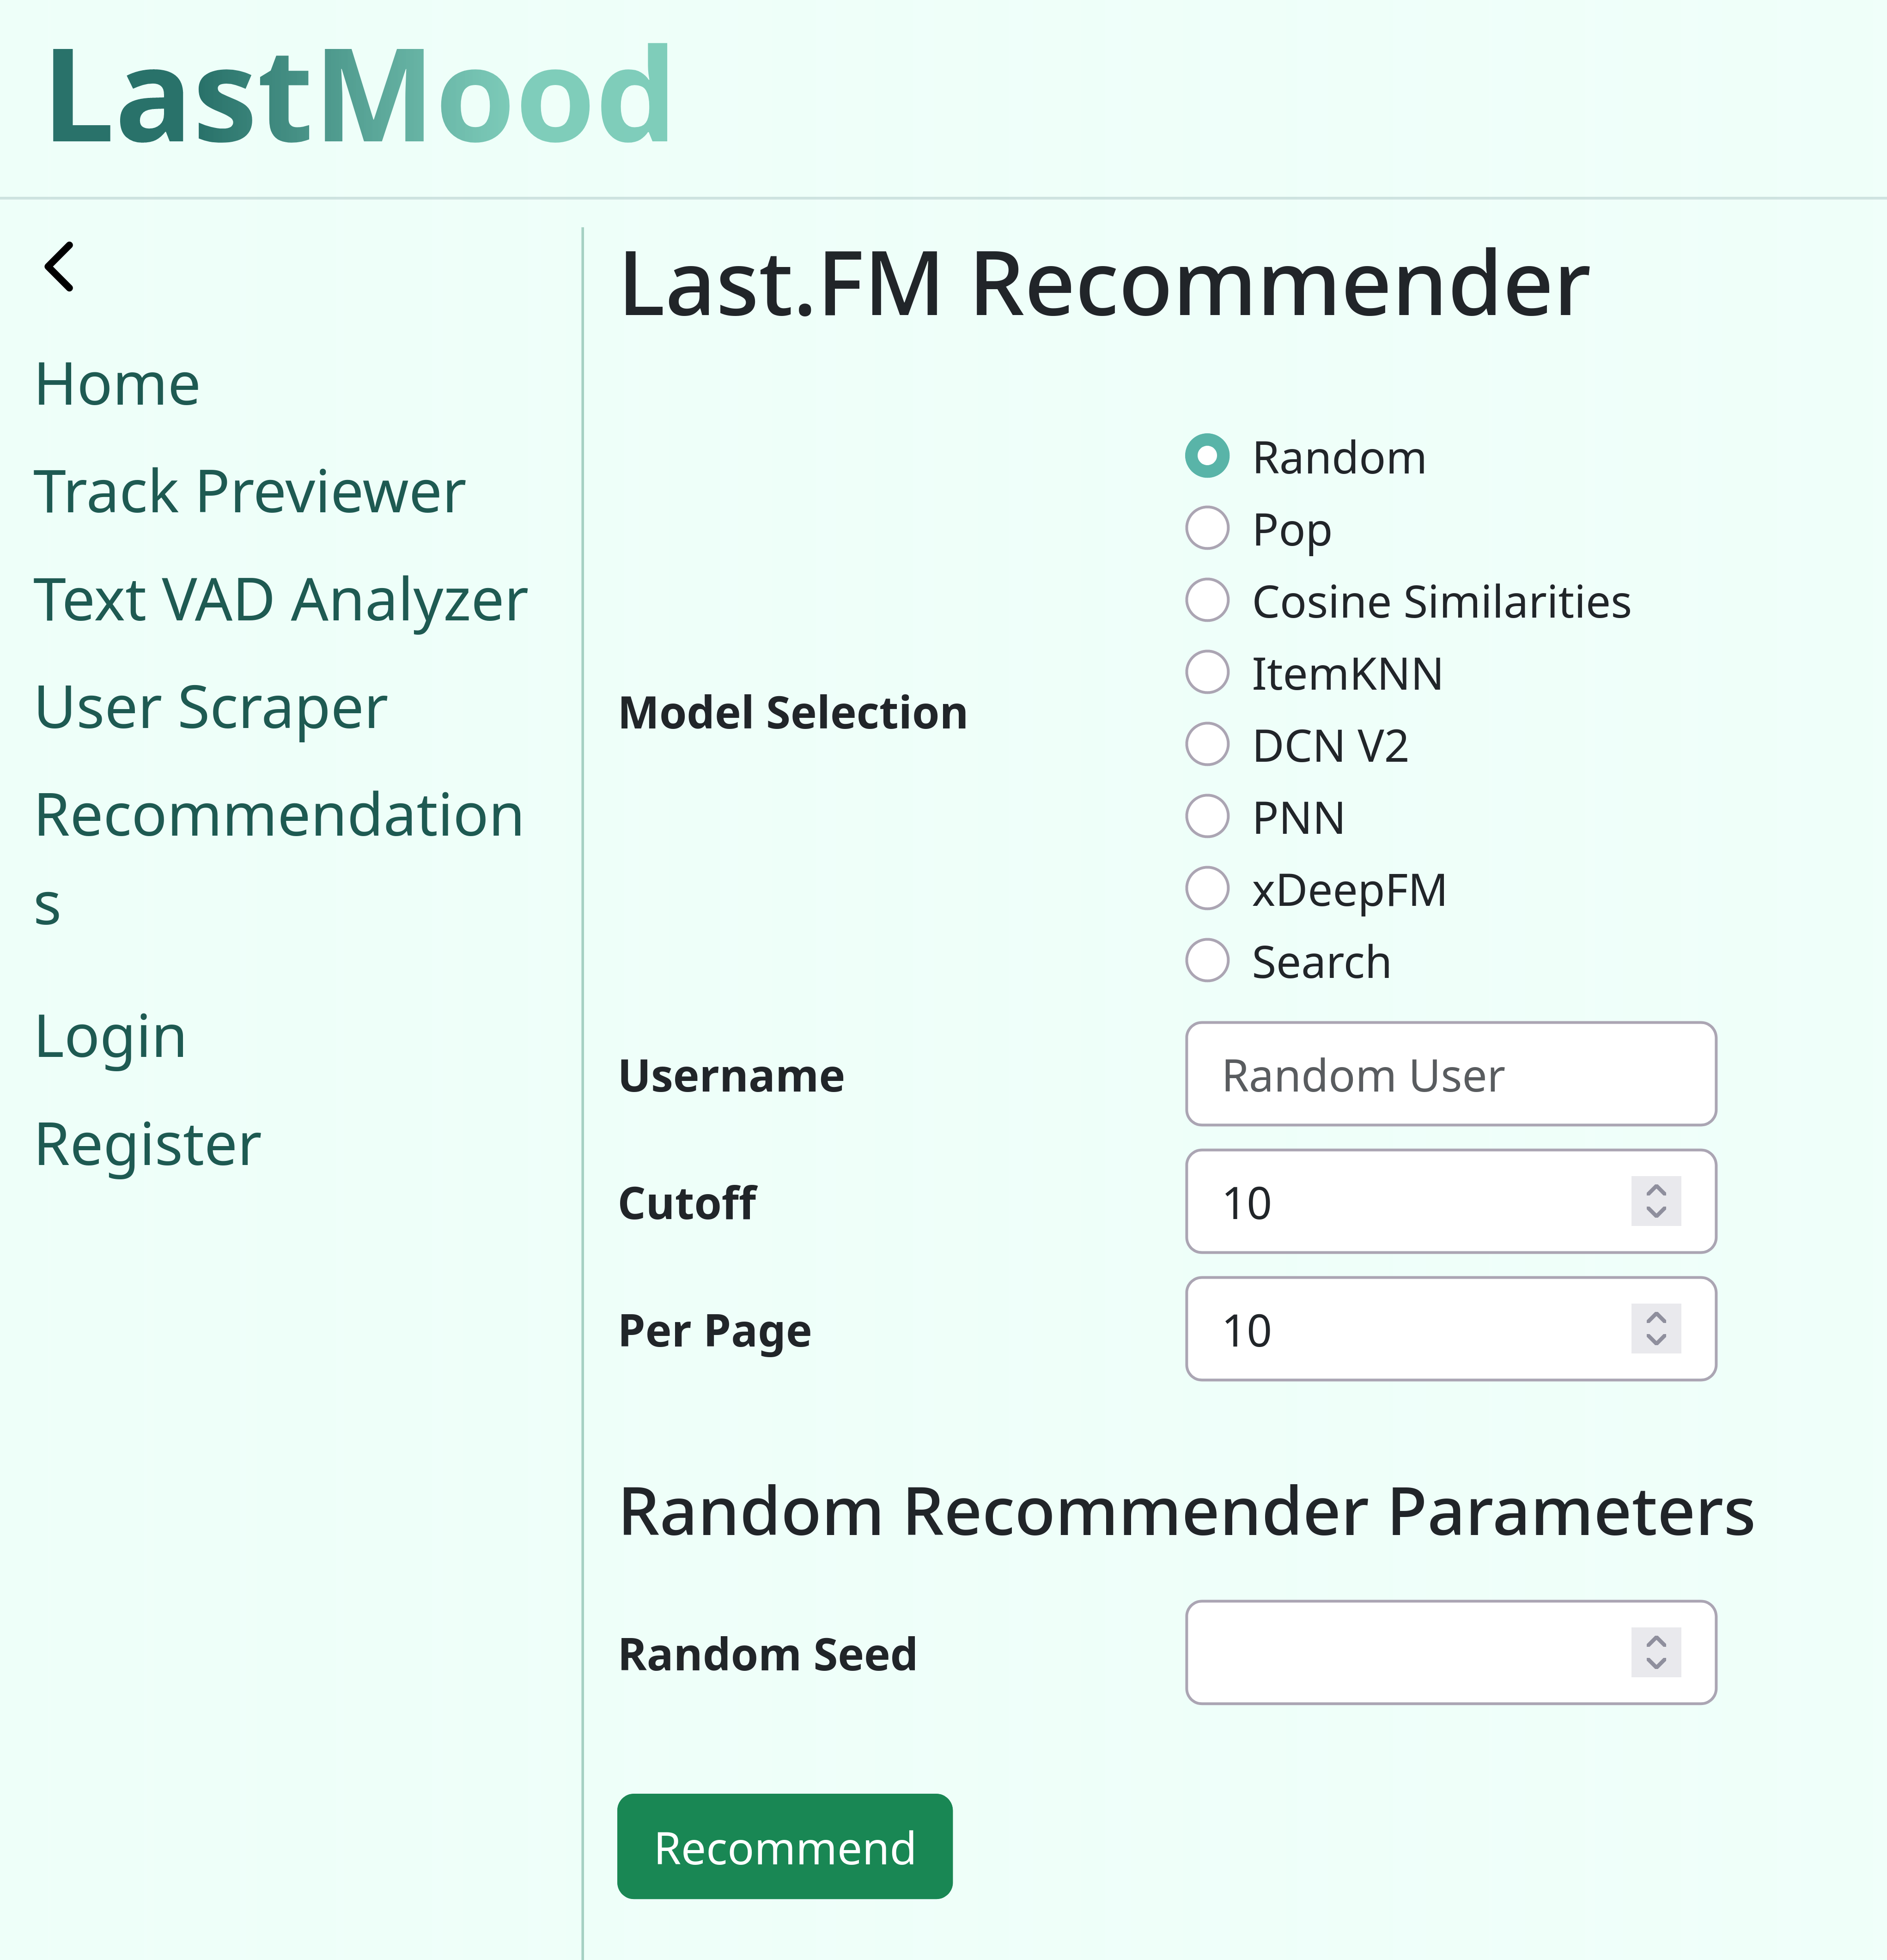 LastMood
Home
Track Previewer
Text VAD Analyzer
User Scraper
Recommendation
s
Login
Register
Last.FM Recommender
Model Selection
Random
Pop
Cosine Similarities
ItemKNN
DCN V2
PNN
xDeepFM
Search
Username
Random User
Cutoff
10
Per Page
10
Random Recommender Parameters
Random Seed
Recommend